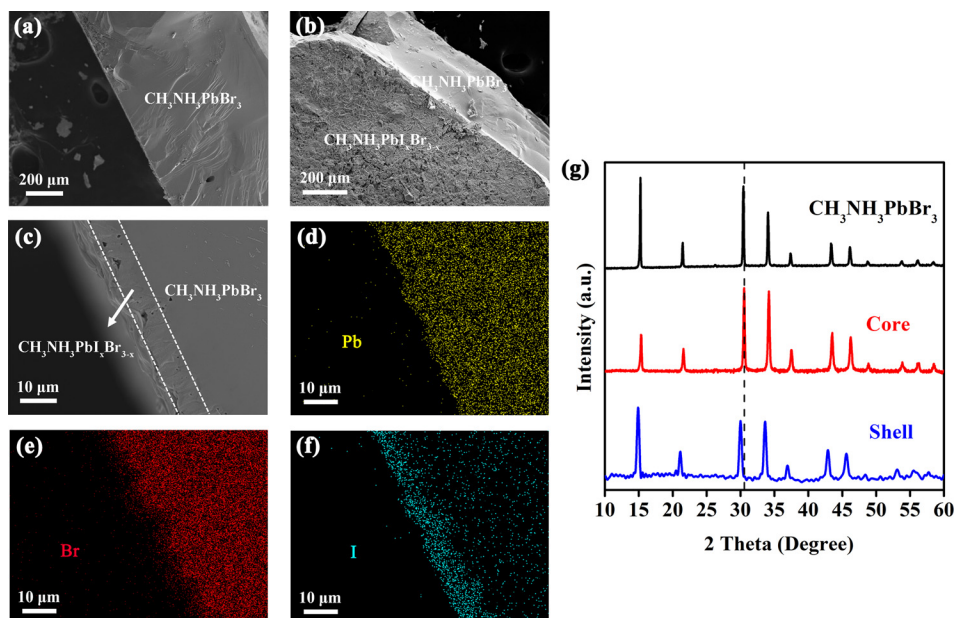 (a)
CH₃NH₃PbBr₃
200 μm
(b)
CH₃NH₃PbBr₃
CH₃NH₃PbIₓBr₃₋ₓ
200 μm
(c)
CH₃NH₃PbBr₃
CH₃NH₃PbIₓBr₃₋ₓ
10 μm
(d)
Pb
10 μm
(e)
Br
10 μm
(f)
I
10 μm
(g)
CH₃NH₃PbBr₃
Core
Shell
Intensity (a.u.)
10 15 20 25 30 35 40 45 50 55 60
2 Theta (Degree)